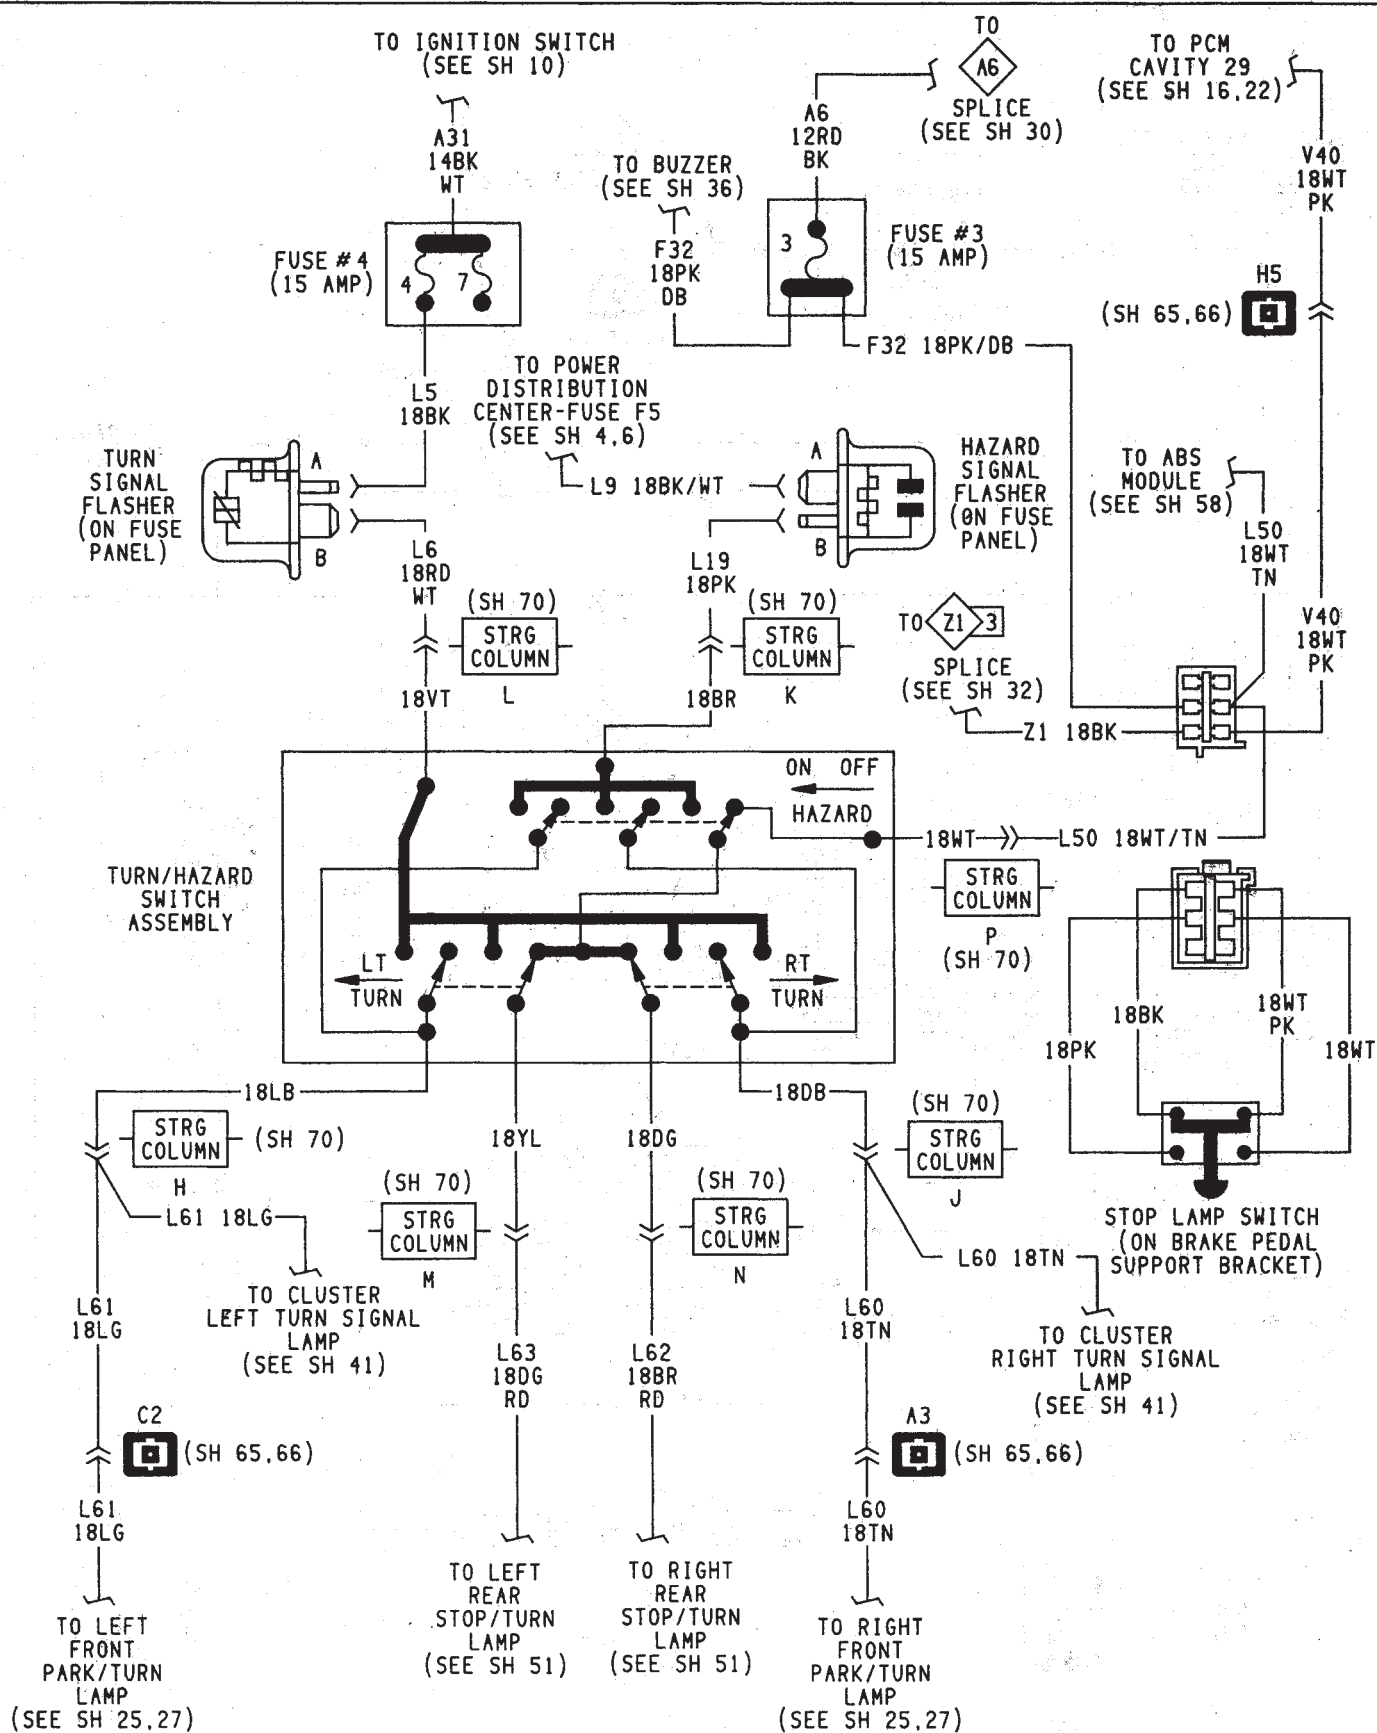 TO IGNITION SWITCH
(SEE SH 10)
A31
14BK
WT
FUSE #4
(15 AMP)
4
7
TO
A6
SPLICE
(SEE SH 30)
A6
12RD
BK
TO BUZZER
(SEE SH 36)
F32
18PK
DB
3
FUSE #3
(15 AMP)
F32 18PK/DB
TO PCM
CAVITY 29
(SEE SH 16,22)
V40
18WT
PK
H5
(SH 65,66)
L5
18BK
TO POWER
DISTRIBUTION
CENTER-FUSE F5
(SEE SH 4,6)
L9 18BK/WT
TURN
SIGNAL
FLASHER
(ON FUSE
PANEL)
A
B
L6
18RD
WT
A
B
HAZARD
SIGNAL
FLASHER
(0N FUSE
PANEL)
L19
18PK
TO ABS
MODULE
(SEE SH 58)
L50
18WT
TN
V40
18WT
PK
(SH 70)
STRG
COLUMN
L
18VT
(SH 70)
STRG
COLUMN
K
18BR
TO Z1 3
SPLICE
(SEE SH 32)
Z1 18BK
ON OFF
HAZARD
18WT
L50 18WT/TN
STRG
COLUMN
P
(SH 70)
TURN/HAZARD
SWITCH
ASSEMBLY
LT
TURN
RT
TURN
18PK
18BK
18WT
PK
18WT
STOP LAMP SWITCH
(ON BRAKE PEDAL
SUPPORT BRACKET)
18LB
STRG
COLUMN
(SH 70)
H
L61 18LG
TO CLUSTER
LEFT TURN SIGNAL
LAMP
(SEE SH 41)
L61
18LG
C2
(SH 65,66)
L61
18LG
TO LEFT
FRONT
PARK/TURN
LAMP
(SEE SH 25,27)
18YL
(SH 70)
STRG
COLUMN
M
L63
18DG
RD
TO LEFT
REAR
STOP/TURN
LAMP
(SEE SH 51)
18DG
(SH 70)
STRG
COLUMN
N
L62
18BR
RD
TO RIGHT
REAR
STOP/TURN
LAMP
(SEE SH 51)
18DB
(SH 70)
STRG
COLUMN
J
L60 18TN
TO CLUSTER
RIGHT TURN SIGNAL
LAMP
(SEE SH 41)
L60
18TN
A3
(SH 65,66)
L60
18TN
TO RIGHT
FRONT
PARK/TURN
LAMP
(SEE SH 25,27)